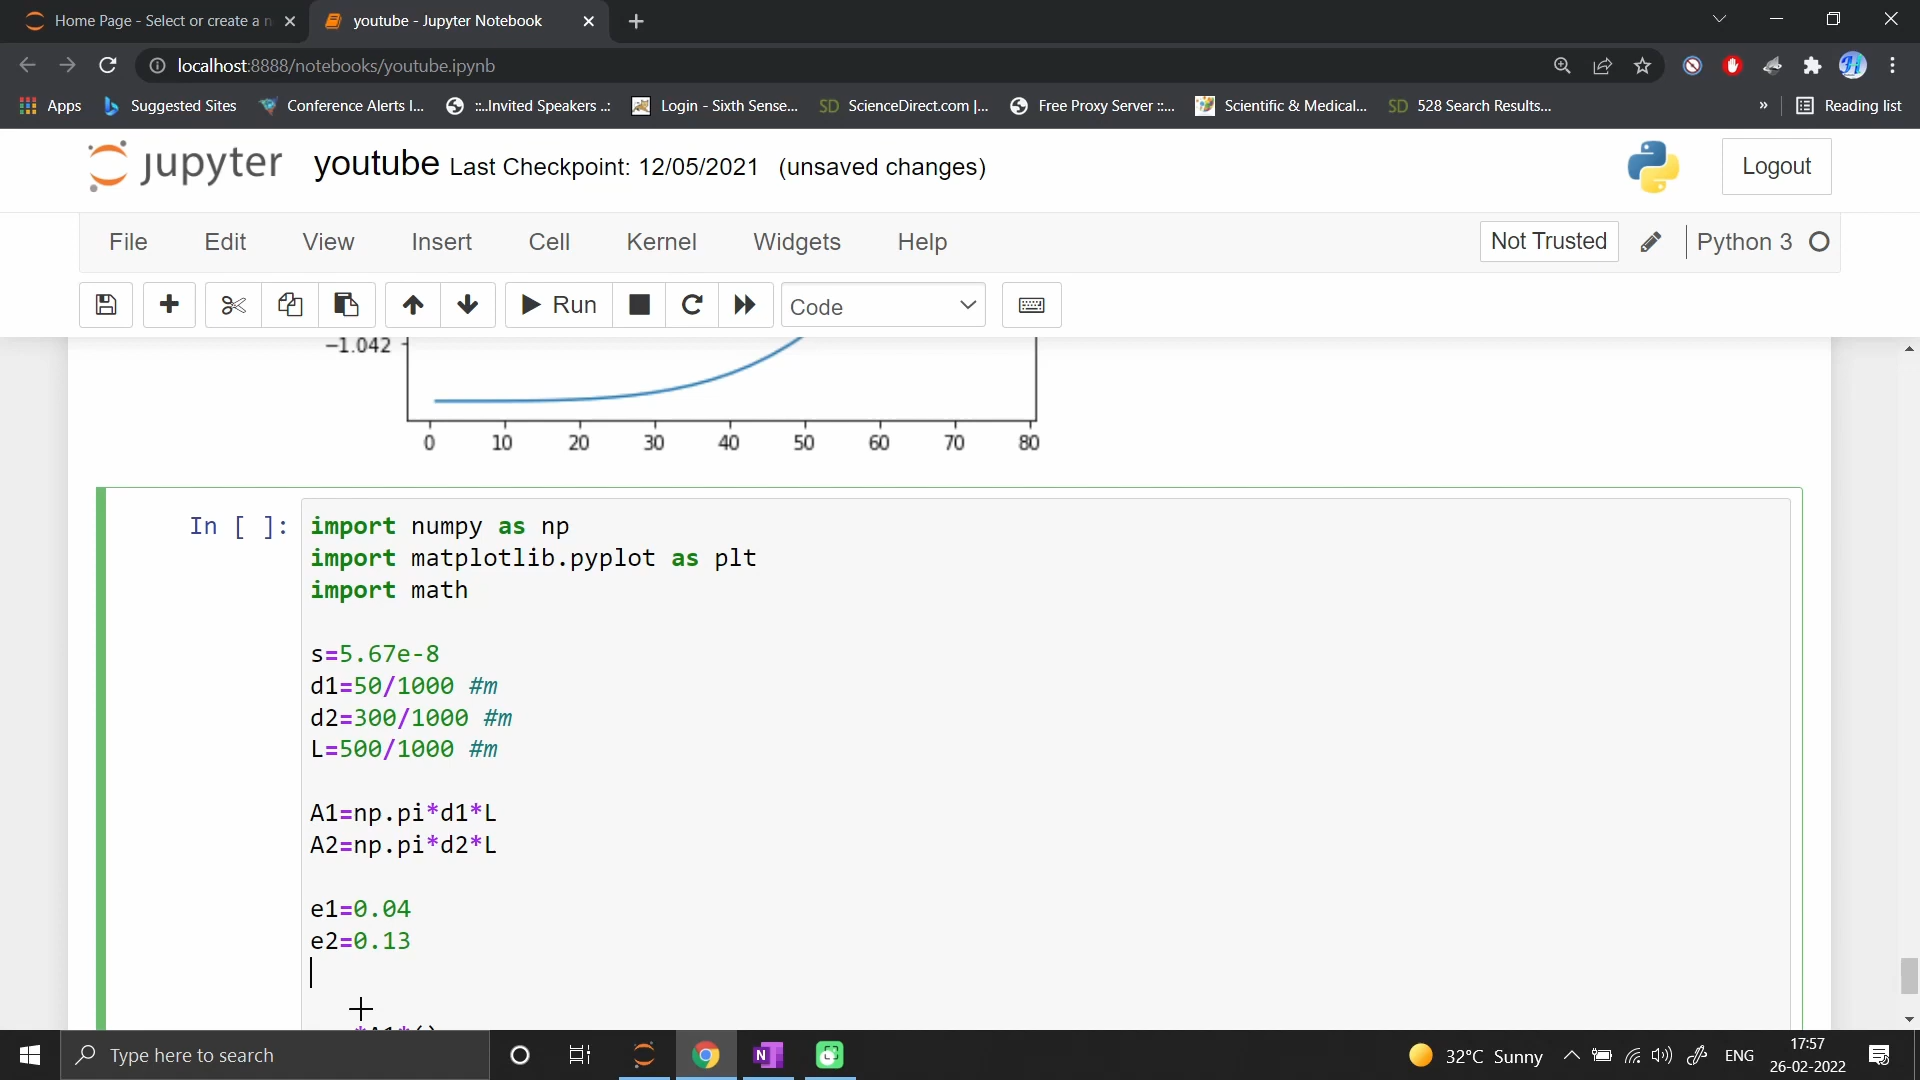 Home Page - Select or create a n
youtube - Jupyter Notebook
localhost:8888/notebooks/youtube.ipynb
Apps
Suggested Sites
Conference Alerts I...
::..Invited Speakers ..:
Login - Sixth Sense...
ScienceDirect.com |...
Free Proxy Server ::...
Scientific & Medical...
528 Search Results...
»
Reading list
jupyter youtube Last Checkpoint: 12/05/2021 (unsaved changes)
Logout
File Edit View Insert Cell Kernel Widgets Help
Not Trusted
Python 3
Run
Code
−1.042
0 10 20 30 40 50 60 70 80
In [ ]:
import numpy as np
import matplotlib.pyplot as plt
import math
s=5.67e-8
d1=50/1000 #m
d2=300/1000 #m
L=500/1000 #m
A1=np.pi*d1*L
A2=np.pi*d2*L
e1=0.04
e2=0.13
*A1*()
Type here to search
32°C Sunny
ENG
17:57
26-02-2022